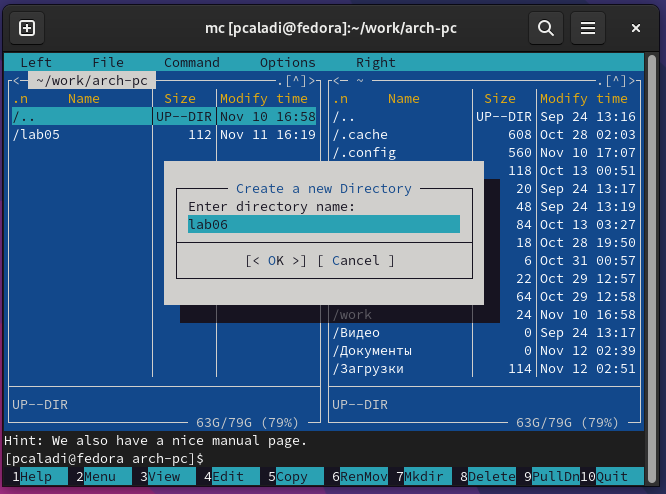 mc [pcaladi@fedora]:~/work/arch-pc
Left File Command Options Right
<─ ~/work/arch-pc ─.[^]>
.n Name Size Modify time
/.. UP--DIR Nov 10 16:58
/lab05 112 Nov 11 16:19
UP--DIR
63G/79G (79%)
<─ ~ ─.[^]>
.n Name Size Modify time
/.. UP--DIR Sep 24 13:16
/.cache 608 Oct 28 02:03
/.config 560 Nov 10 17:07
118 Oct 13 00:51
20 Sep 24 13:17
48 Sep 24 13:19
84 Oct 13 03:27
18 Oct 28 19:50
6 Oct 31 00:57
22 Oct 29 12:57
64 Oct 29 12:58
/work 24 Nov 10 16:58
/Видео 0 Sep 24 13:17
/Документы 0 Nov 12 02:39
/Загрузки 114 Nov 12 02:51
UP--DIR
63G/79G (79%)
Create a new Directory
Enter directory name:
lab06
[< OK >] [ Cancel ]
Hint: We also have a nice manual page.
[pcaladi@fedora arch-pc]$
1Help 2Menu 3View 4Edit 5Copy 6RenMov 7Mkdir 8Delete 9PullDn 10Quit